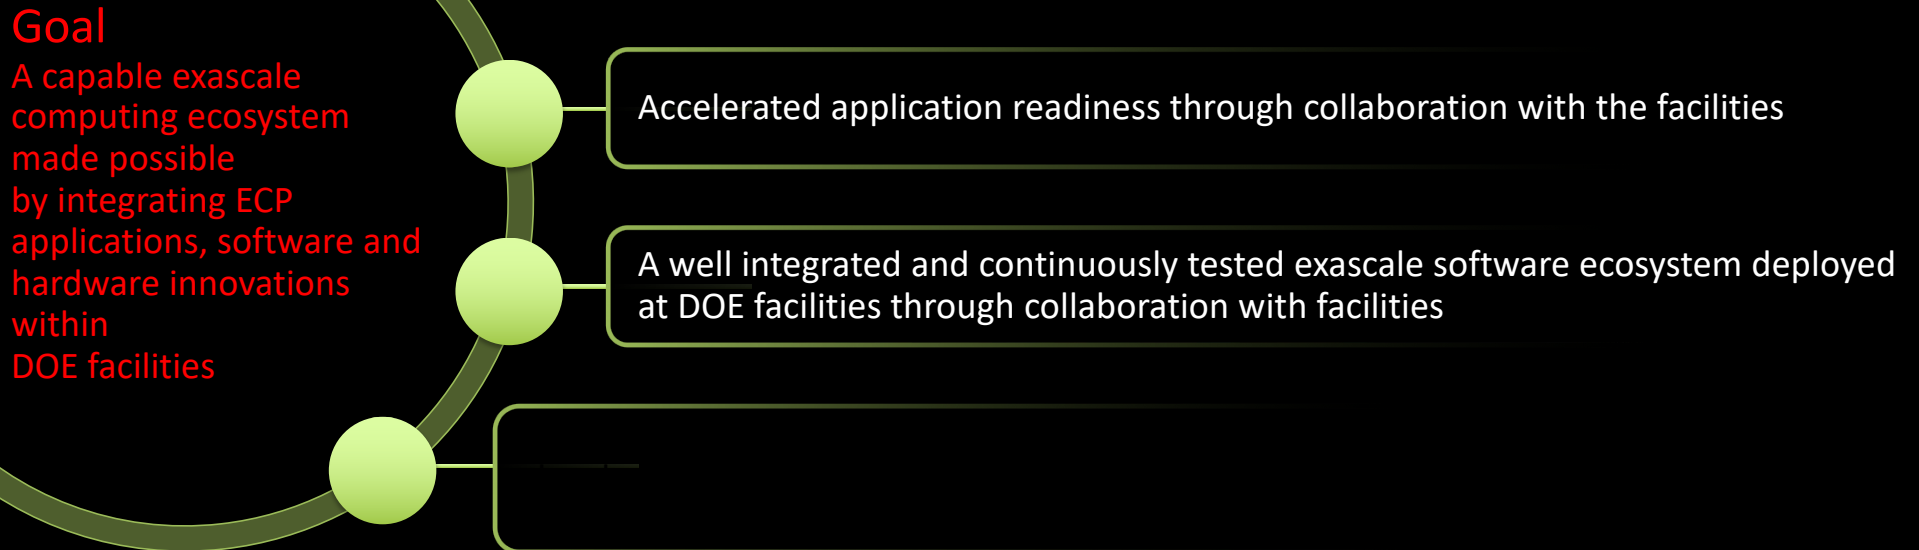 Goal
A capable exascale
computing ecosystem
made possible
by integrating ECP
applications, software and
hardware innovations
within
DOE facilities
Accelerated application readiness through collaboration with the facilities
A well integrated and continuously tested exascale software ecosystem deployed
at DOE facilities through collaboration with facilities